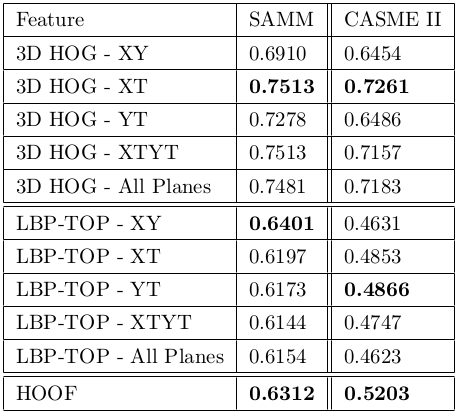 Feature SAMM CASME II
3D HOG - XY 0.6910 0.6454
3D HOG - XT 0.7513 0.7261
3D HOG - YT 0.7278 0.6486
3D HOG - XTYT 0.7513 0.7157
3D HOG - All Planes 0.7481 0.7183
LBP-TOP - XY 0.6401 0.4631
LBP-TOP - XT 0.6197 0.4853
LBP-TOP - YT 0.6173 0.4866
LBP-TOP - XTYT 0.6144 0.4747
LBP-TOP - All Planes 0.6154 0.4623
HOOF 0.6312 0.5203